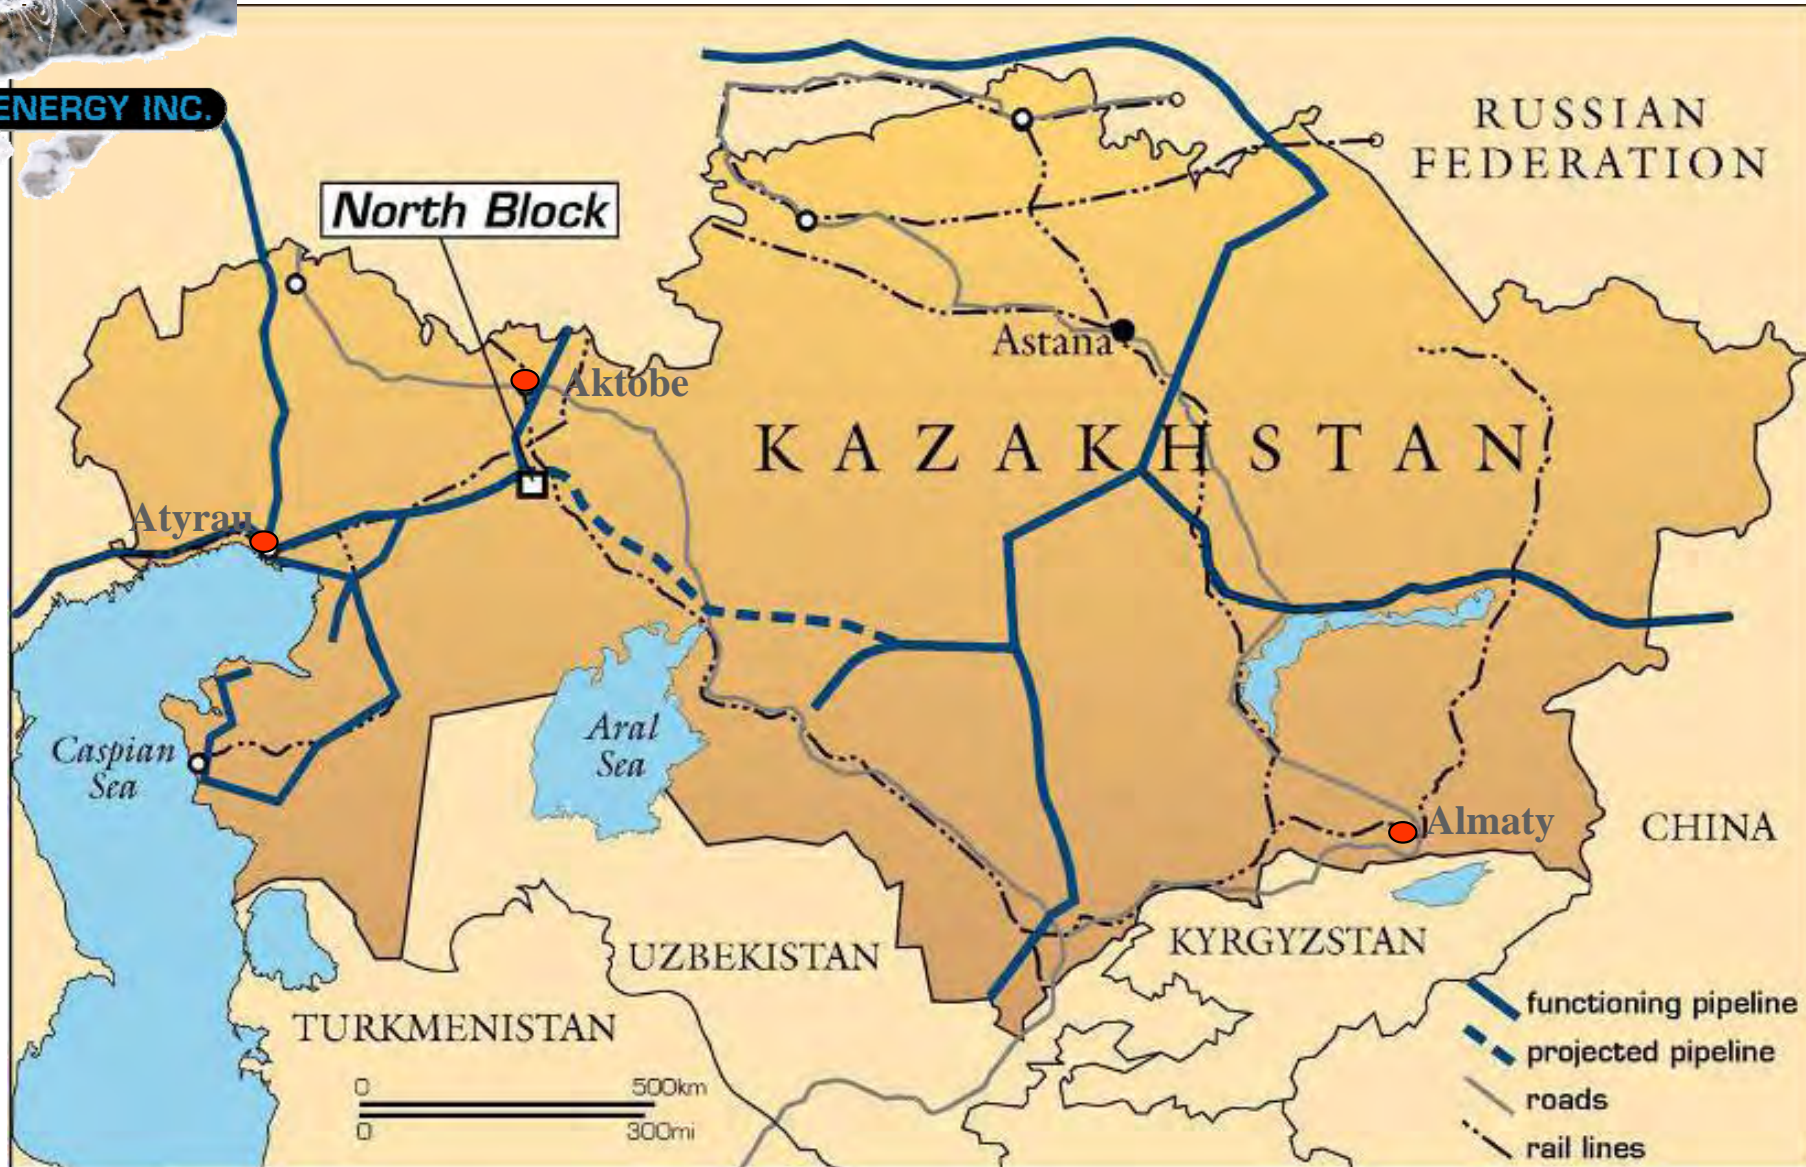 ENERGY INC.
RUSSIAN
FEDERATION
North Block
Astana
Aktobe
KAZAKHSTAN
Atyrau
Caspian
Sea
Aral
Sea
Almaty
CHINA
UZBEKISTAN
KYRGYZSTAN
TURKMENISTAN
functioning pipeline
projected pipeline
roads
rail lines
0 500km
0 300mi